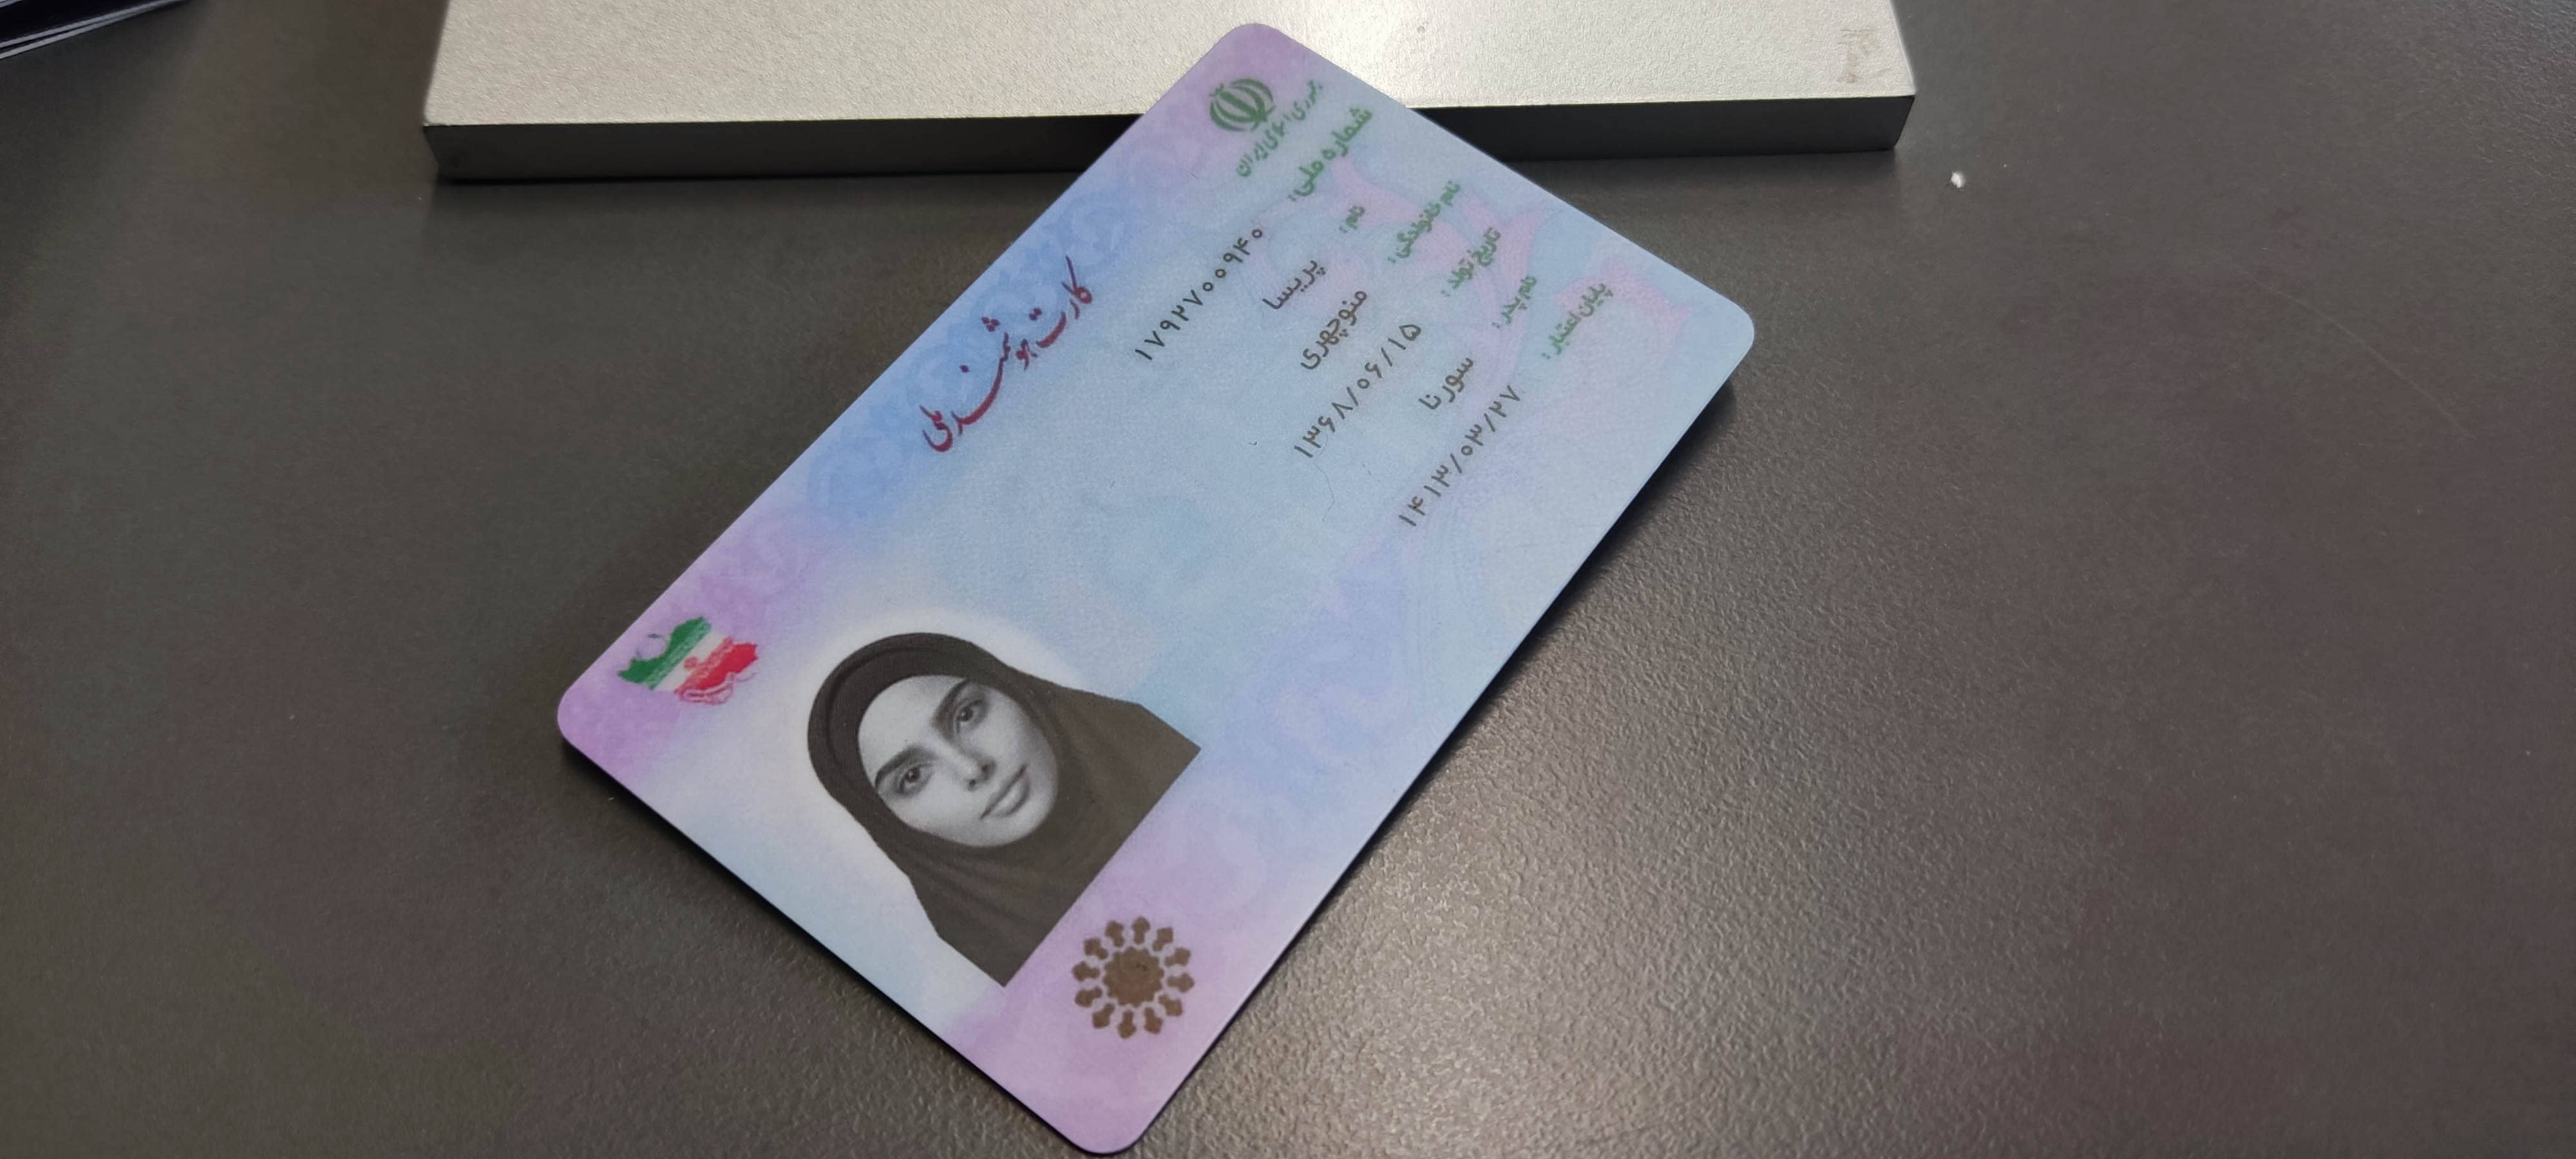 جمهوری اسلامی ایران
کارت هوشمند ملی
شماره ملی: ۱۷۹۲۷۰۰۹۴۰
نام: پریسا
نام خانوادگی: منوچهری
تاریخ تولد: ۱۳۶۸/۰۶/۱۵
نام پدر: سورنا
پایان اعتبار: ۱۴۱۳/۰۳/۲۷